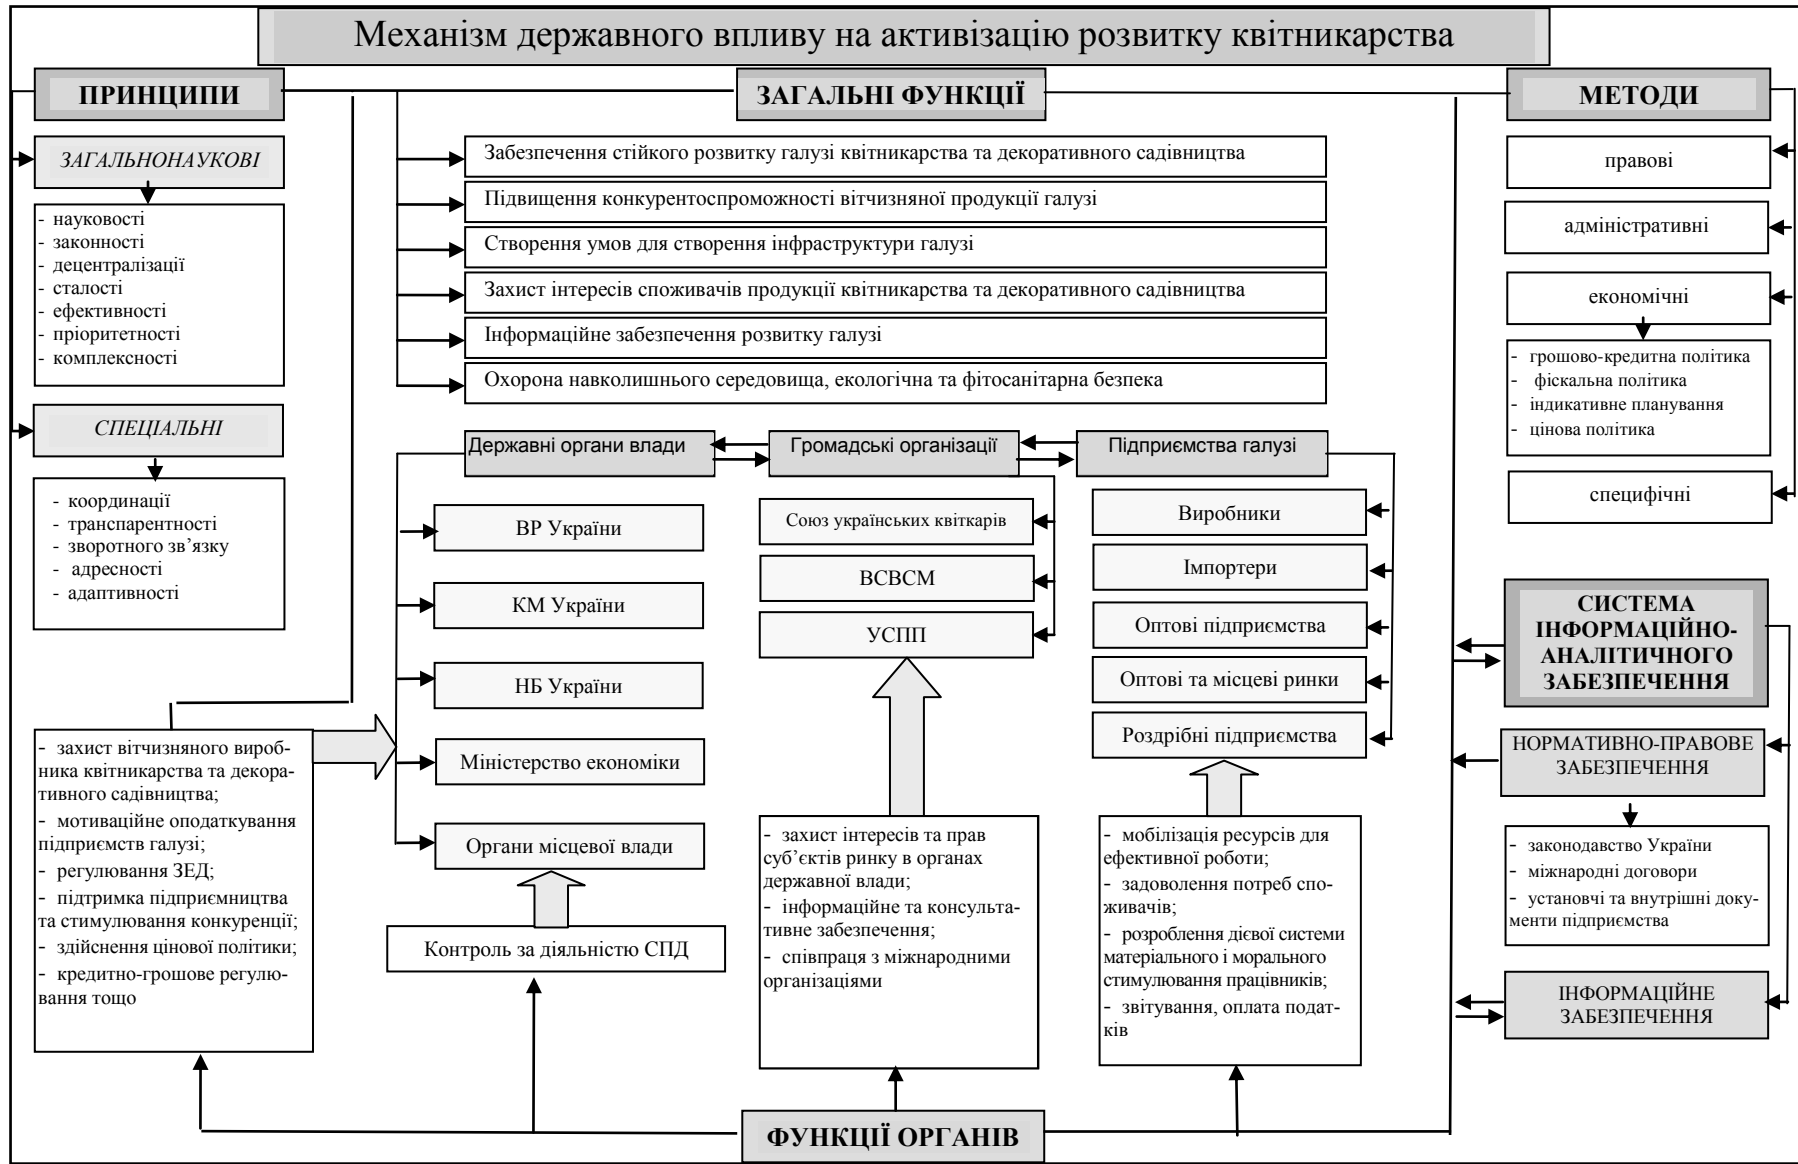 Механізм державного впливу на активізацію розвитку квітникарства
ПРИНЦИПИ
ЗАГАЛЬНОНАУКОВІ
- науковості
- законності
- децентралізації
- сталості
- ефективності
- пріоритетності
- комплексності
СПЕЦІАЛЬНІ
- координації
- транспарентності
- зворотного зв’язку
- адресності
- адаптивності
- захист вітчизняного вироб-
ника квітникарства та декора-
тивного садівництва;
- мотиваційне оподаткування
підприємств галузі;
- регулювання ЗЕД;
- підтримка підприємництва
та стимулювання конкуренції;
- здійснення цінової політики;
- кредитно-грошове регулю-
вання тощо
ЗАГАЛЬНІ ФУНКЦІЇ
Забезпечення стійкого розвитку галузі квітникарства та декоративного садівництва
Підвищення конкурентоспроможності вітчизняної продукції галузі
Створення умов для створення інфраструктури галузі
Захист інтересів споживачів продукції квітникарства та декоративного садівництва
Інформаційне забезпечення розвитку галузі
Охорона навколишнього середовища, екологічна та фітосанітарна безпека
Державні органи влади
ВР України
КМ України
НБ України
Міністерство економіки
Органи місцевої влади
Контроль за діяльністю СПД
Громадські організації
Союз українських квіткарів
ВСВСМ
УСПП
- захист інтересів та прав
суб’єктів ринку в органах
державної влади;
- інформаційне та консульта-
тивне забезпечення;
- співпраця з міжнародними
організаціями
Підприємства галузі
Виробники
Імпортери
Оптові підприємства
Оптові та місцеві ринки
Роздрібні підприємства
- мобілізація ресурсів для
ефективної роботи;
- задоволення потреб спо-
живачів;
- розроблення дієвої системи
матеріального і морального
стимулювання працівників;
- звітування, оплата подат-
ків
ФУНКЦІЇ ОРГАНІВ
МЕТОДИ
правові
адміністративні
економічні
- грошово-кредитна політика
- фіскальна політика
- індикативне планування
- цінова політика
специфічні
СИСТЕМА
ІНФОРМАЦІЙНО-
АНАЛІТИЧНОГО
ЗАБЕЗПЕЧЕННЯ
НОРМАТИВНО-ПРАВОВЕ
ЗАБЕЗПЕЧЕННЯ
- законодавство України
- міжнародні договори
- установчі та внутрішні доку-
менти підприємства
ІНФОРМАЦІЙНЕ
ЗАБЕЗПЕЧЕННЯ